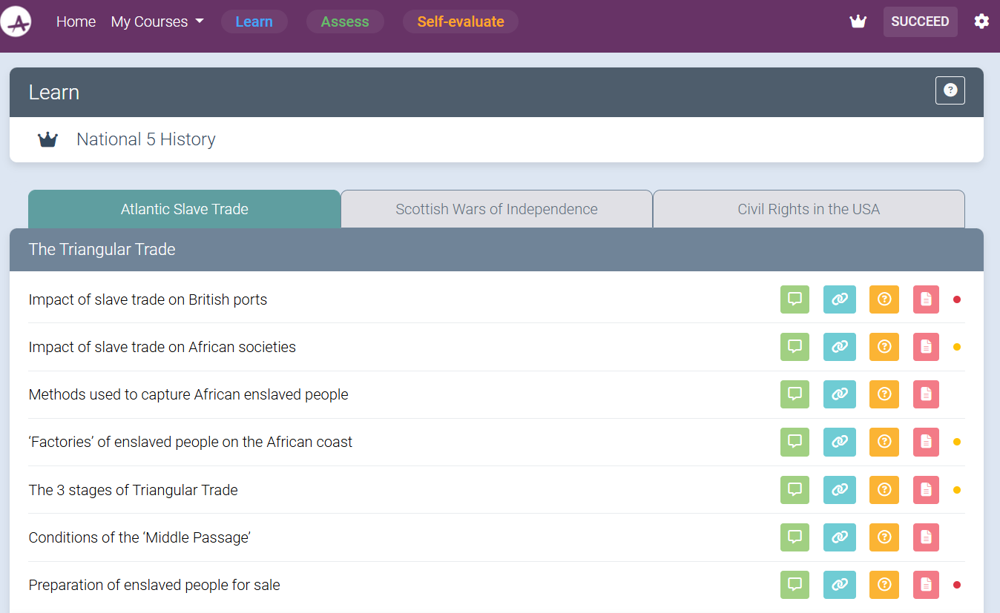 Home My Courses Learn Assess Self-evaluate SUCCEED
Learn
National 5 History
Atlantic Slave Trade Scottish Wars of Independence Civil Rights in the USA
The Triangular Trade
Impact of slave trade on British ports
Impact of slave trade on African societies
Methods used to capture African enslaved people
‘Factories’ of enslaved people on the African coast
The 3 stages of Triangular Trade
Conditions of the ‘Middle Passage’
Preparation of enslaved people for sale